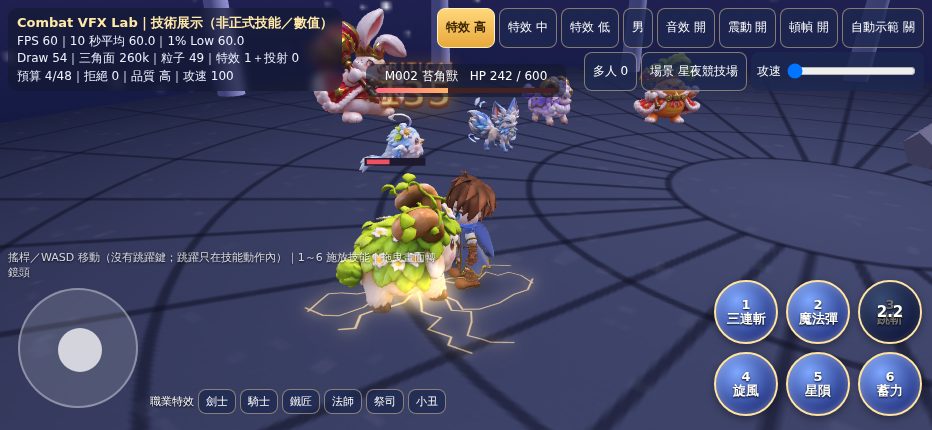 Combat VFX Lab｜技術展示（非正式技能／數值）
FPS 60｜10 秒平均 60.0｜1% Low 60.0
Draw 54｜三角面 260k｜粒子 49｜特效 1＋投射 0
預算 4/48｜拒絕 0｜品質 高｜攻速 100
特效 高
特效 中
特效 低
男
音效 開
震動 開
頓幀 開
自動示範 關
多人 0
場景 星夜競技場
攻速
M002 苔角獸 HP 242 / 600
搖桿／WASD 移動（沒有跳躍鍵；跳躍只在技能動作內）｜1～6 施放技能｜拖曳畫面轉
鏡頭
1
三連斬
2
魔法彈
3
2.2
跳斬
4
旋風
5
星隕
6
蓄力
職業特效
劍士
騎士
鐵匠
法師
祭司
小丑